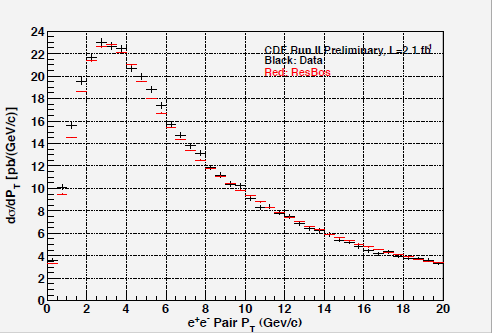 24
22
20
18
16
14
12
10
8
6
4
2
0
dσ/dP_T [pb/(GeV/c)]
CDF Run II Preliminary, L=2.1 fb⁻¹
Black: Data
Red: ResBos
0 2 4 6 8 10 12 14 16 18 20
e⁺e⁻ Pair P_T (GeV/c)